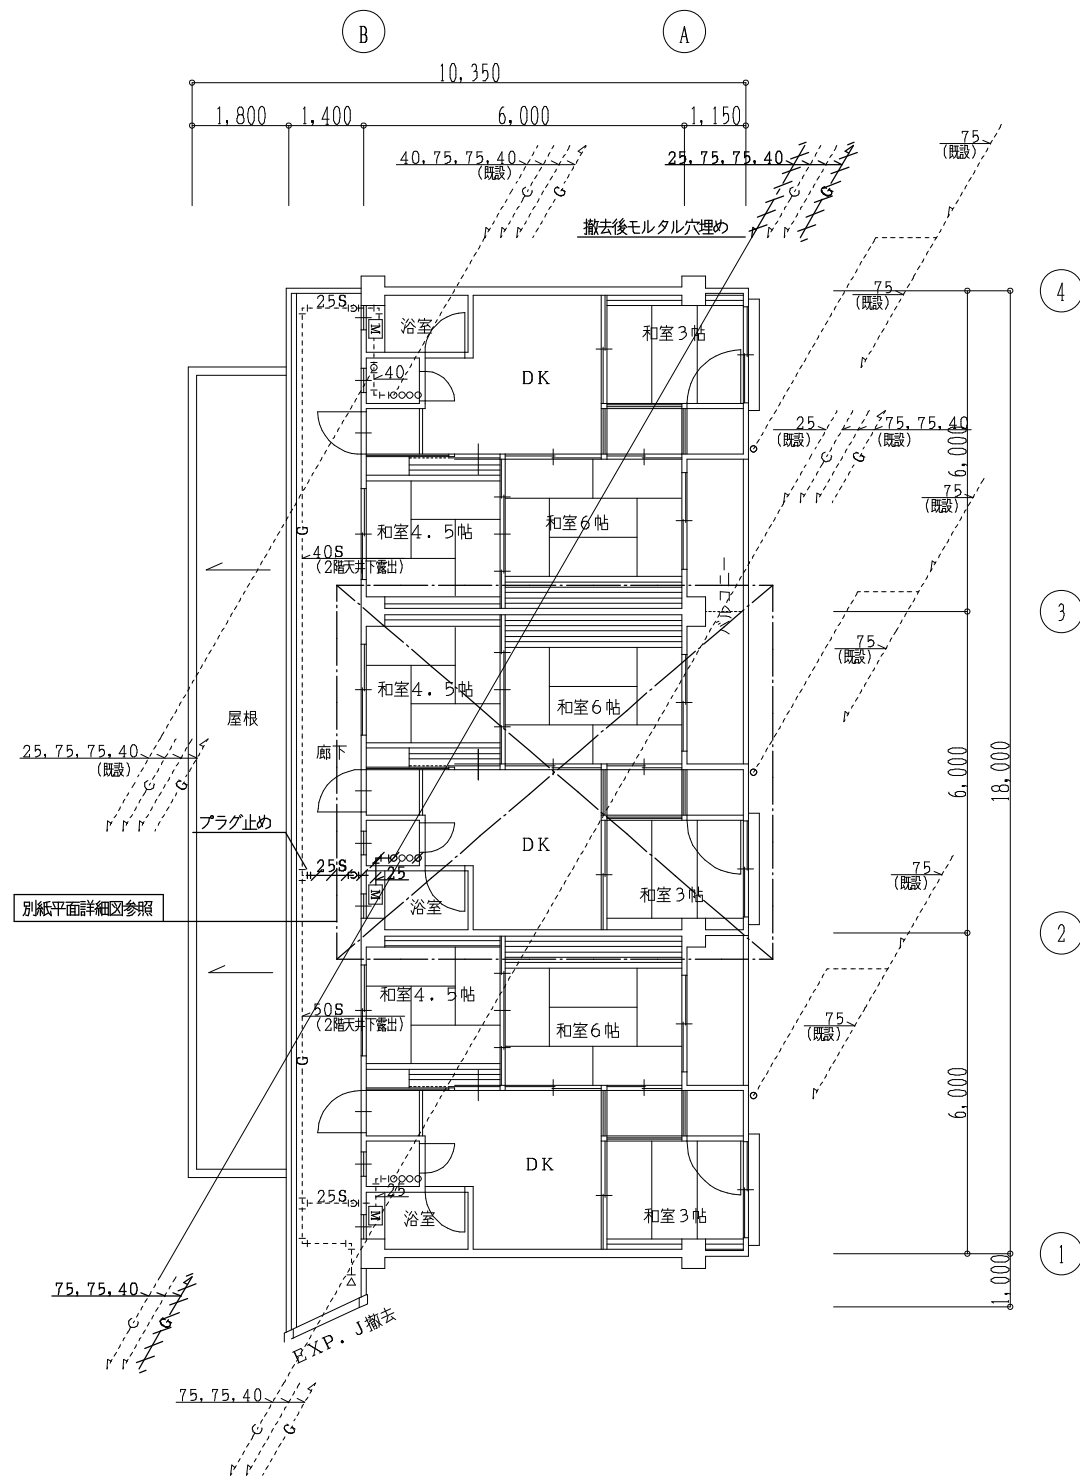 B
A
10,350
1,800
1,400
6,000
1,150
40,75,75,40
(既設)
C
G
25,75,75,40
C
G
撤去後モルタル穴埋め
75
(既設)
75
(既設)
4
25S
G
M
浴室
和室3帖
40
DK
25
(既設)
75,75,40
(既設)
C
G
6,000
75
(既設)
和室4.5帖
和室6帖
G
40S
(2階天井下露出)
バルコニー
3
75
(既設)
和室4.5帖
和室6帖
屋根
廊下
25,75,75,40
(既設)
C
G
6,000
18,000
プラグ止め
DK
25S
G
25
M
75
(既設)
別紙平面詳細図参照
浴室
和室3帖
2
和室4.5帖
50S
(2階天井下露出)
和室6帖
75
(既設)
G
6,000
DK
25S
G
25
M
浴室
和室3帖
1
1,000
75,75,40
C
G
EXP.J撤去
75,75,40
C
G